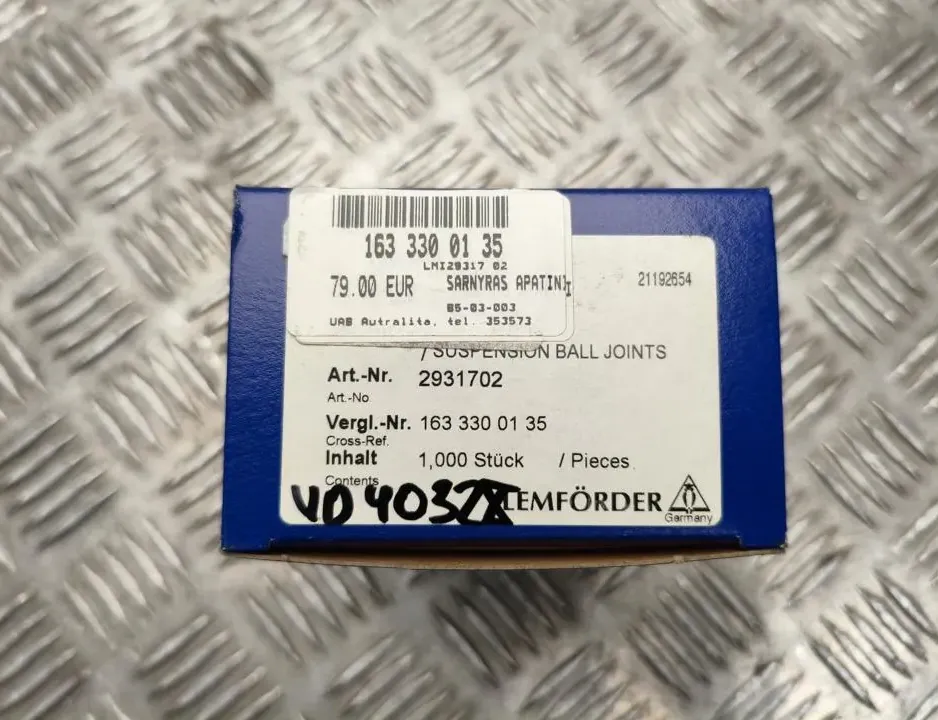 163 330 01 35
LMI29317 02
79.00 EUR SARNYRAS APATINI
B5-03-003
UAB Autralita, tel. 353573
21192654
/ SUSPENSION BALL JOINTS
Art.-Nr. 2931702
Art.-No
Vergl.-Nr. 163 330 01 35
Cross-Ref.
Inhalt 1,000 Stück / Pieces
Contents
LEMFÖRDER
Germany